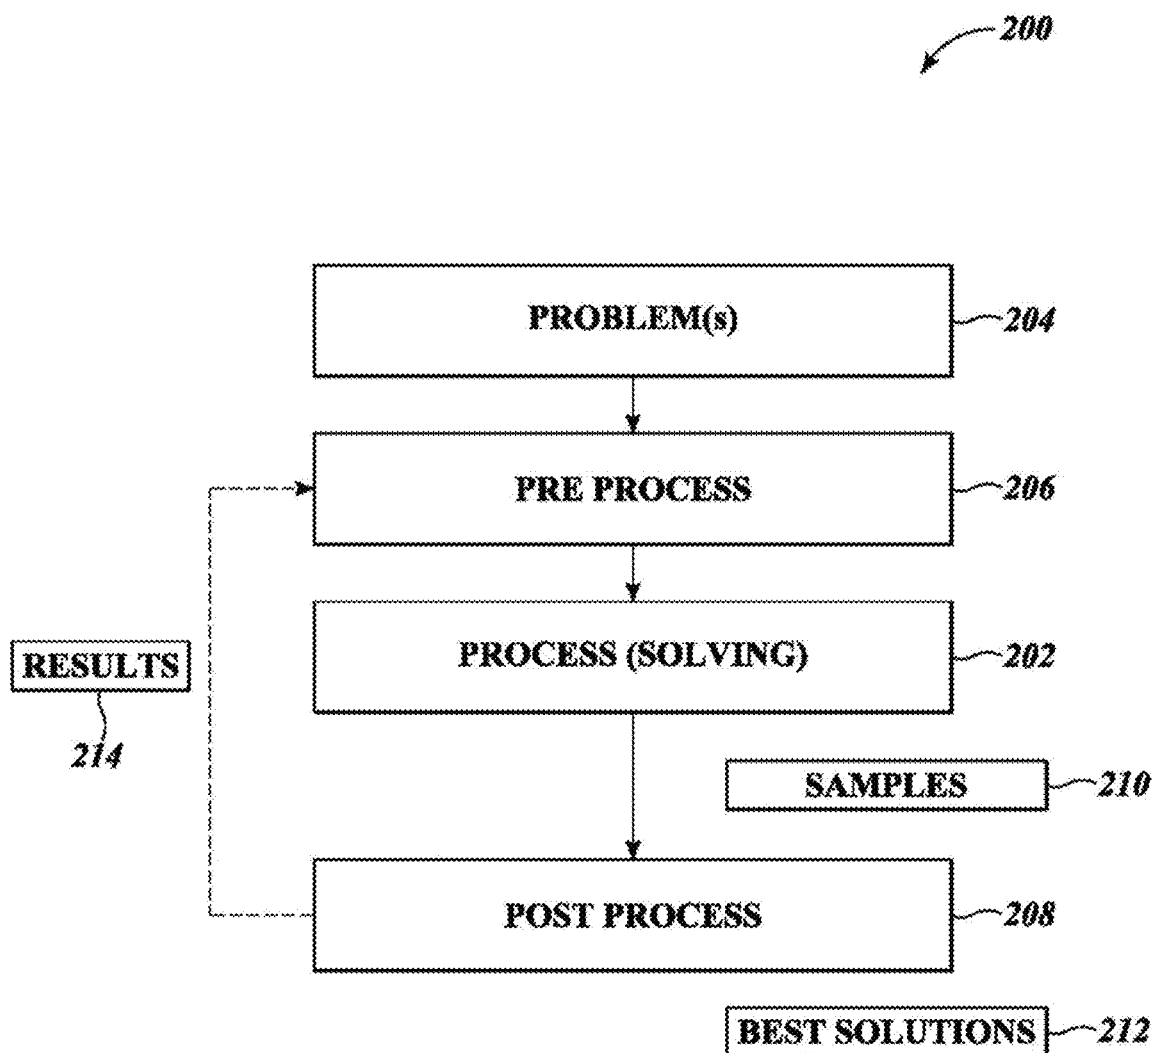 200
PROBLEM(s)
204
PRE PROCESS
206
PROCESS (SOLVING)
202
RESULTS
214
SAMPLES
210
POST PROCESS
208
BEST SOLUTIONS
212